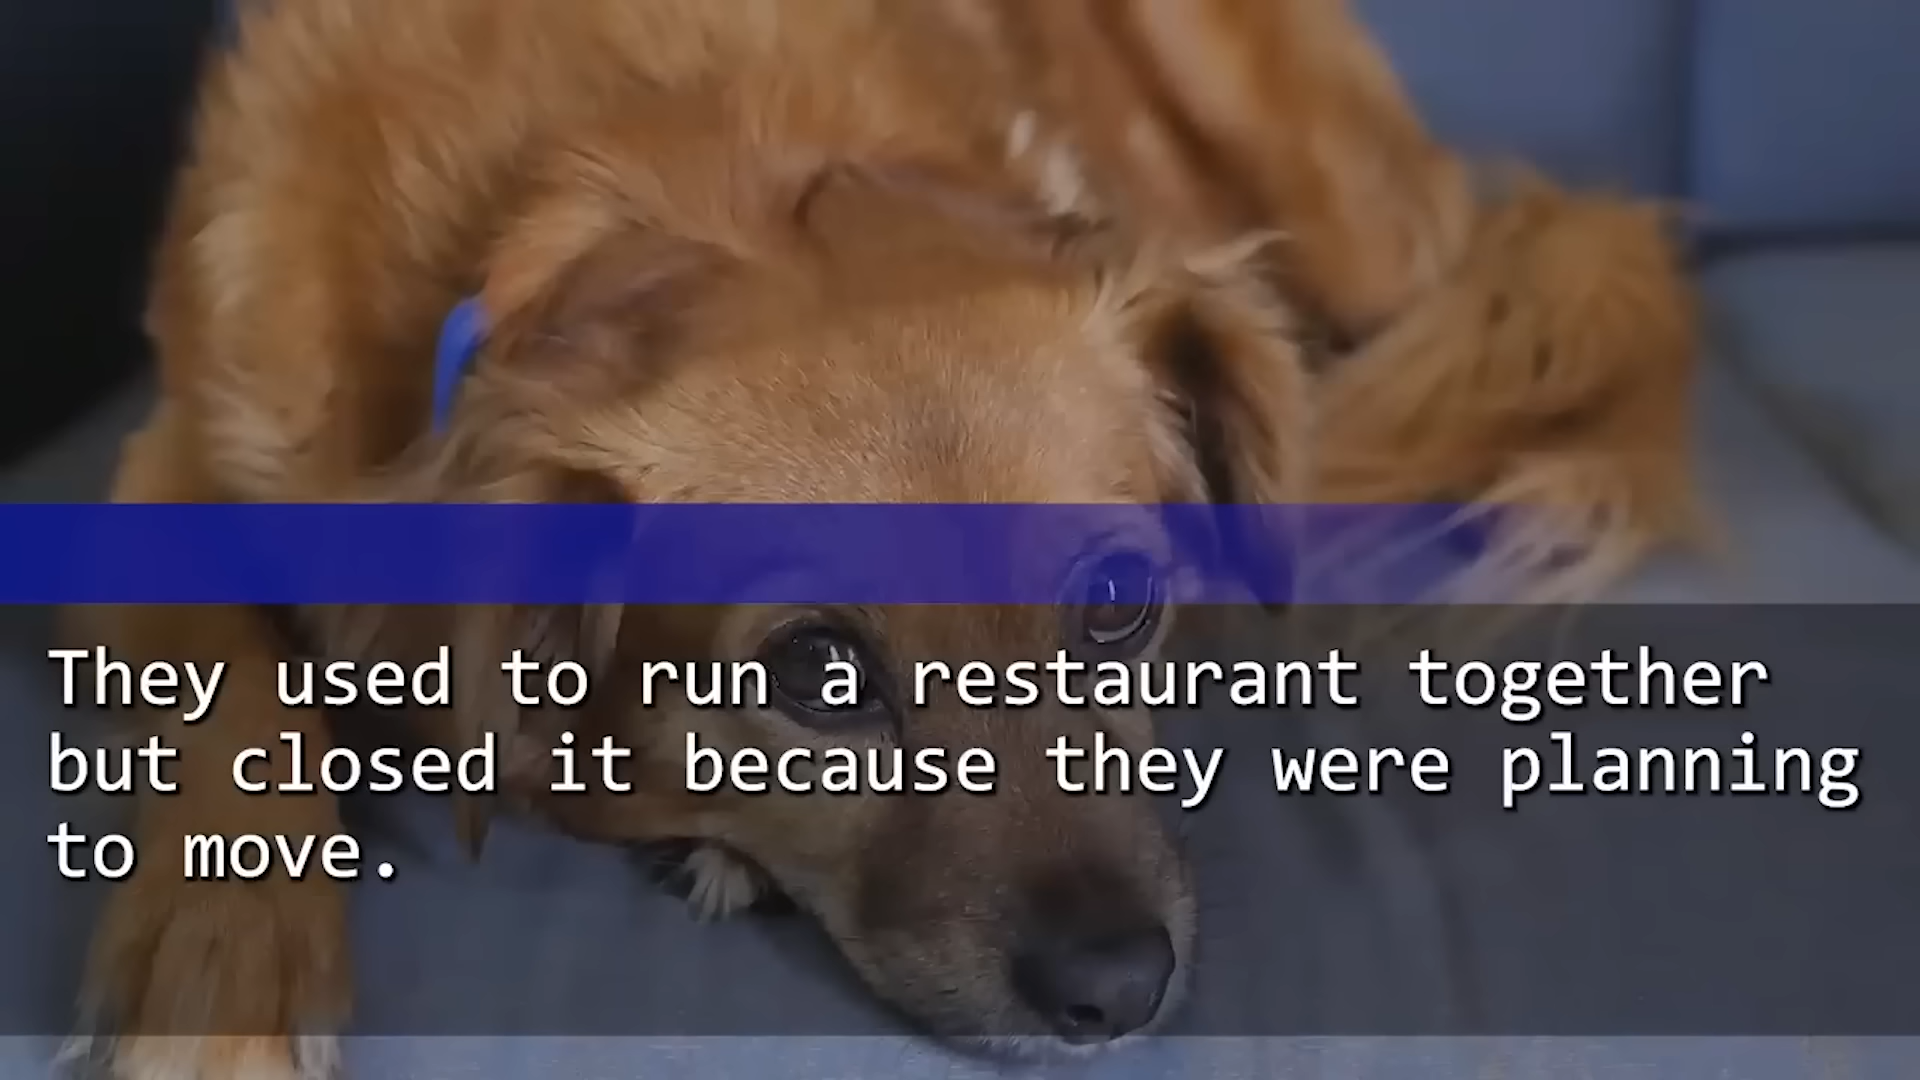 They used to run a restaurant together
but closed it because they were planning
to move.